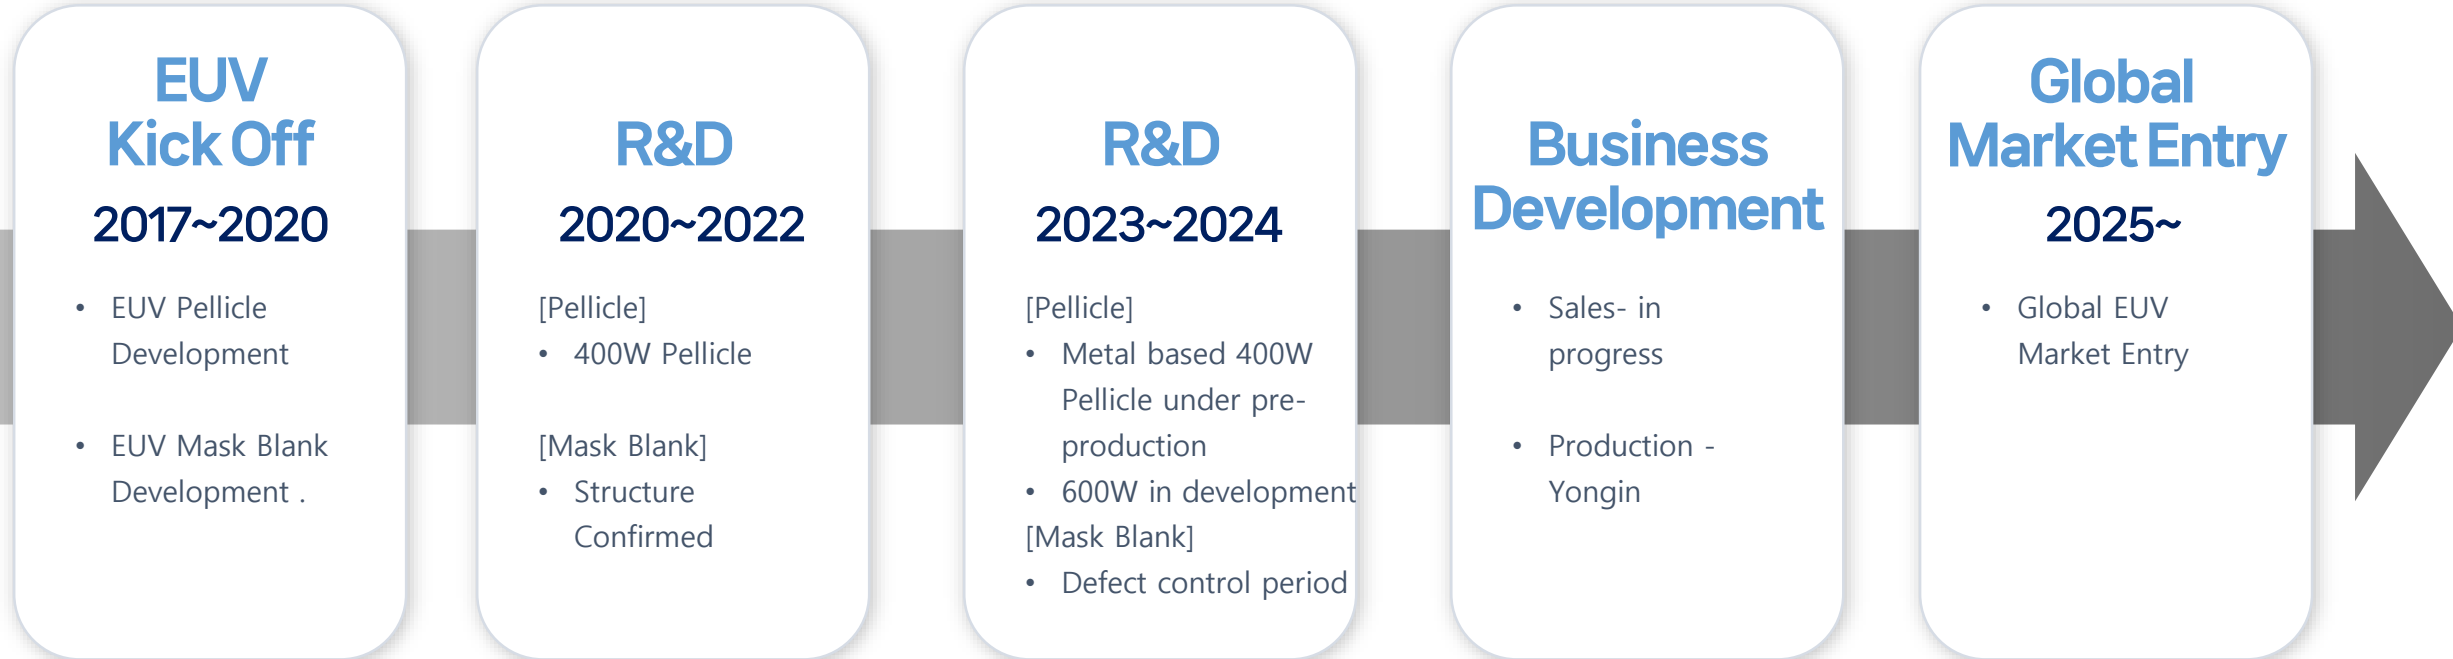 EUV
Kick Off
2017~2020
• EUV Pellicle
Development
• EUV Mask Blank
Development .
R&D
2020~2022
[Pellicle]
• 400W Pellicle
[Mask Blank]
• Structure
Confirmed
R&D
2023~2024
[Pellicle]
• Metal based 400W
Pellicle under pre-
production
• 600W in development
[Mask Blank]
• Defect control period
Business
Development
• Sales- in
progress
• Production -
Yongin
Global
Market Entry
2025~
• Global EUV
Market Entry